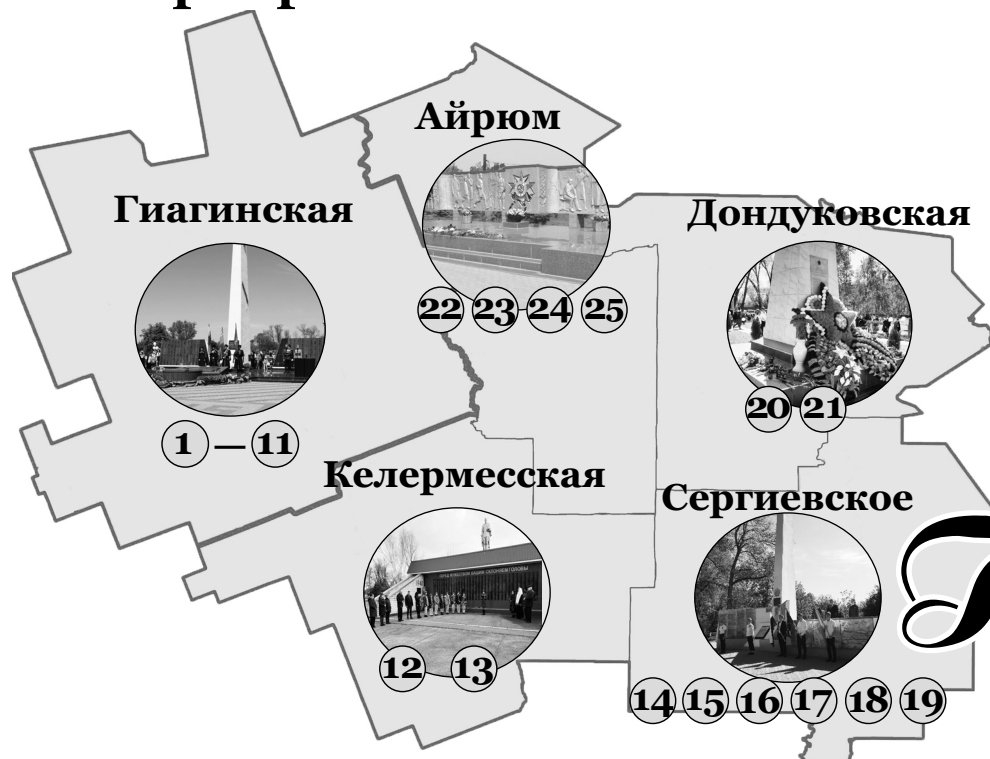 Айрюм
Гиагинская
Дондуковская
22 23 24 25
20 21
1 — 11
Келермесская
Сергиевское
12 13
14 15 16 17 18 19